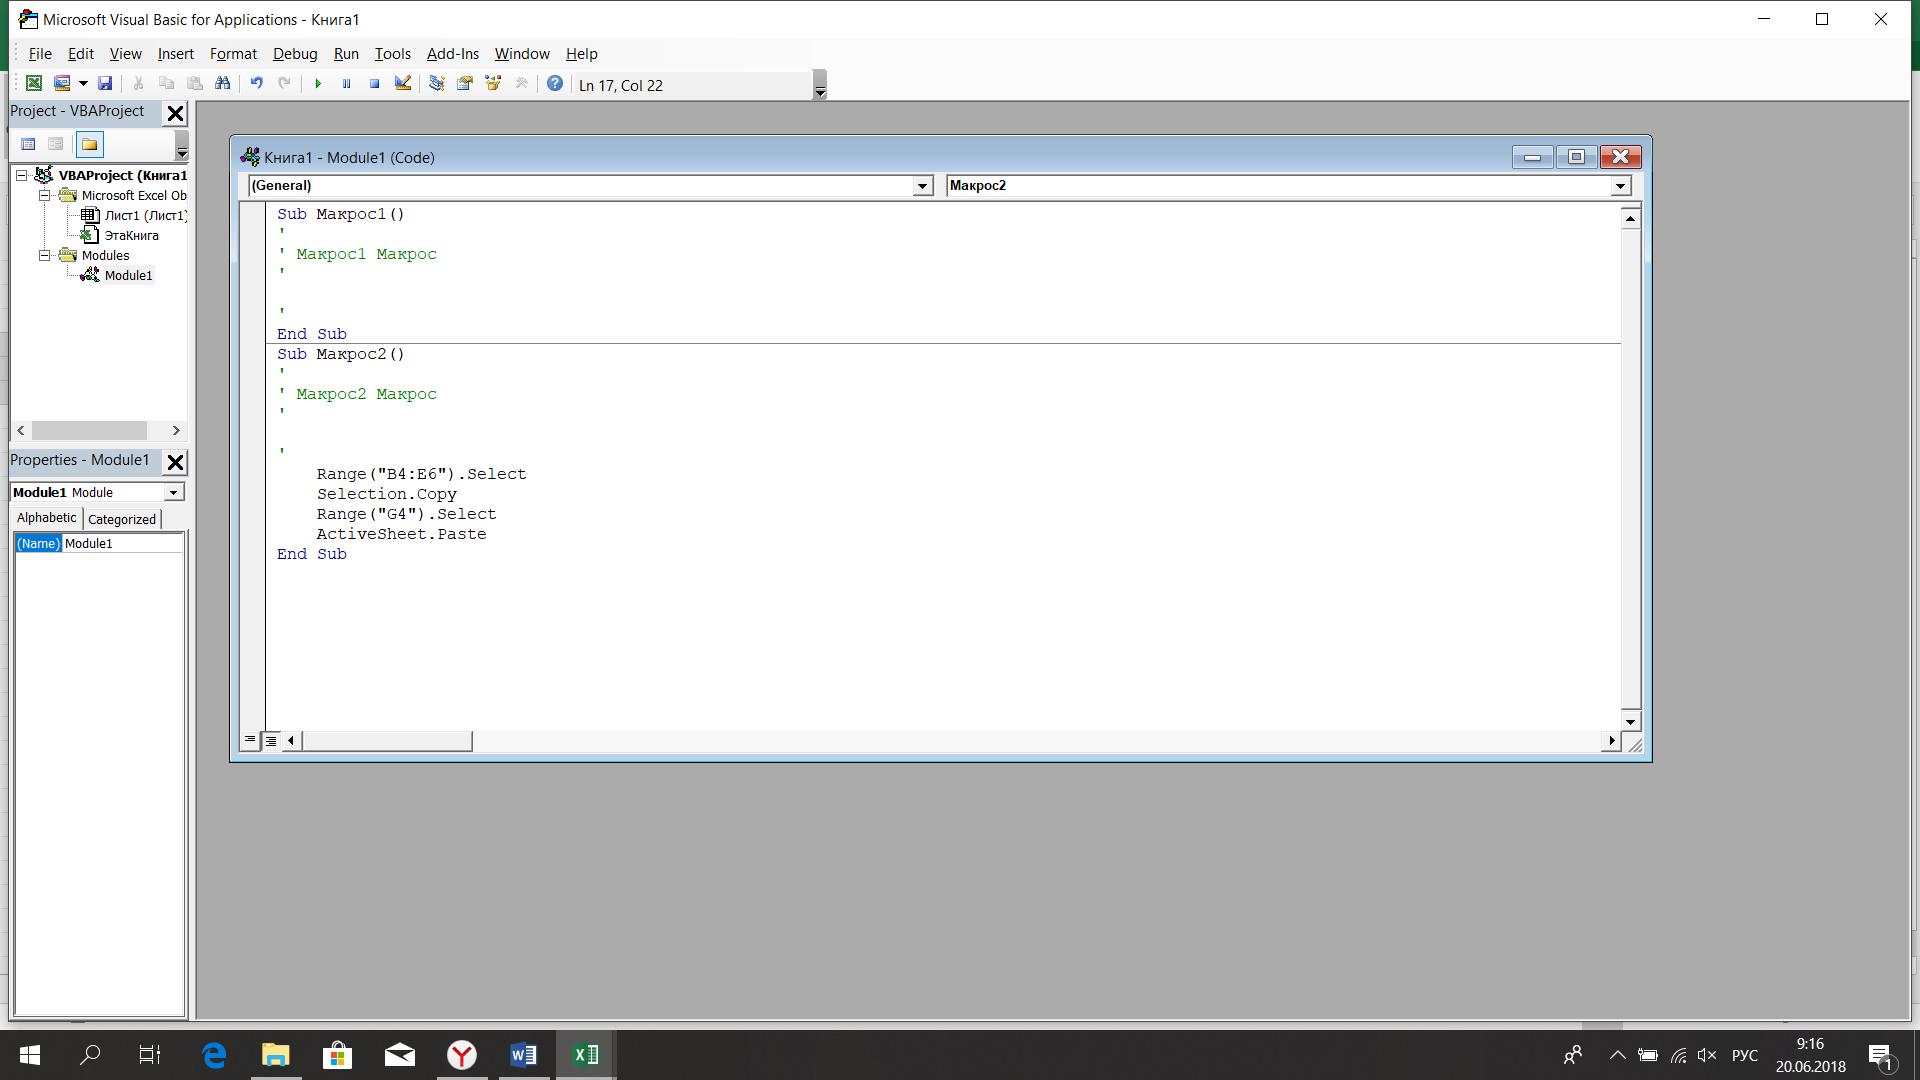 Microsoft Visual Basic for Applications - Книга1
File Edit View Insert Format Debug Run Tools Add-Ins Window Help
Ln 17, Col 22
Project - VBAProject
VBAProject (Книга1
Microsoft Excel Ob
Лист1 (Лист1)
ЭтаКнига
Modules
Module1
Properties - Module1
Module1 Module
Alphabetic Categorized
(Name) Module1
Книга1 - Module1 (Code)
(General) Макрос2
Sub Макрос1()
'
' Макрос1 Макрос
'
'
End Sub
Sub Макрос2()
'
' Макрос2 Макрос
'
'
Range("B4:E6").Select
Selection.Copy
Range("G4").Select
ActiveSheet.Paste
End Sub
РУС
9:16
20.06.2018
1